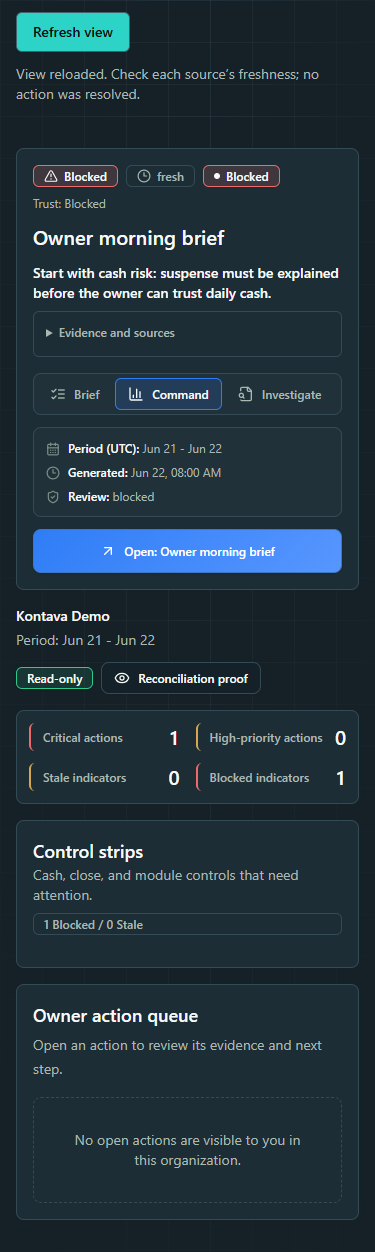 Refresh view
View reloaded. Check each source's freshness; no
action was resolved.
Blocked
fresh
Blocked
Trust: Blocked
Owner morning brief
Start with cash risk: suspense must be explained
before the owner can trust daily cash.
Evidence and sources
Brief
Command
Investigate
Period (UTC): Jun 21 - Jun 22
Generated: Jun 22, 08:00 AM
Review: blocked
Open: Owner morning brief
Kontava Demo
Period: Jun 21 - Jun 22
Read-only
Reconciliation proof
Critical actions 1
High-priority actions 0
Stale indicators 0
Blocked indicators 1
Control strips
Cash, close, and module controls that need
attention.
1 Blocked / 0 Stale
Owner action queue
Open an action to review its evidence and next
step.
No open actions are visible to you in
this organization.